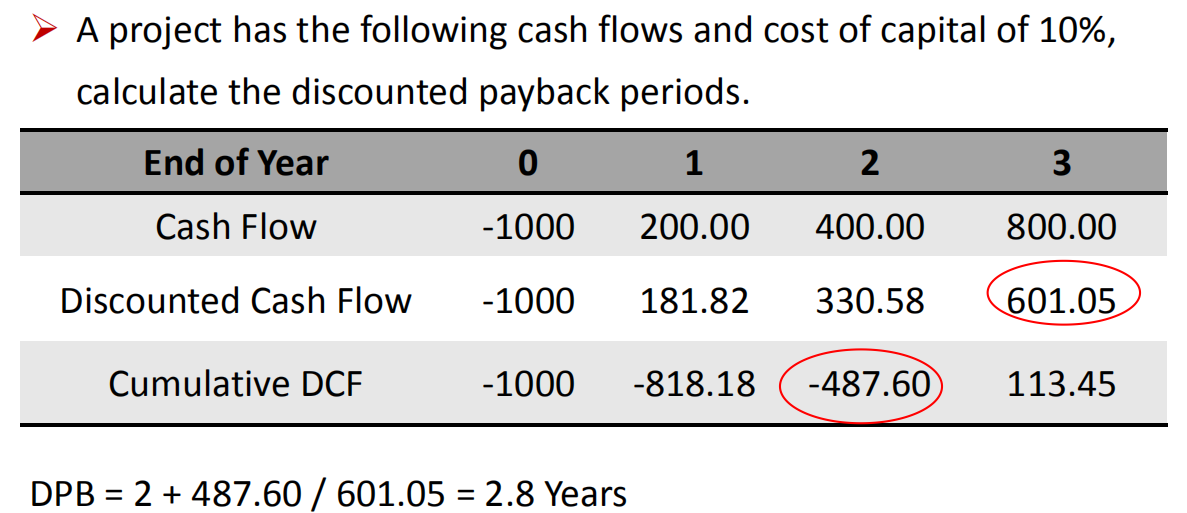 A project has the following cash flows and cost of capital of 10%,
calculate the discounted payback periods.
End of Year 0 1 2 3
Cash Flow -1000 200.00 400.00 800.00
Discounted Cash Flow -1000 181.82 330.58 601.05
Cumulative DCF -1000 -818.18 -487.60 113.45
DPB = 2 + 487.60 / 601.05 = 2.8 Years